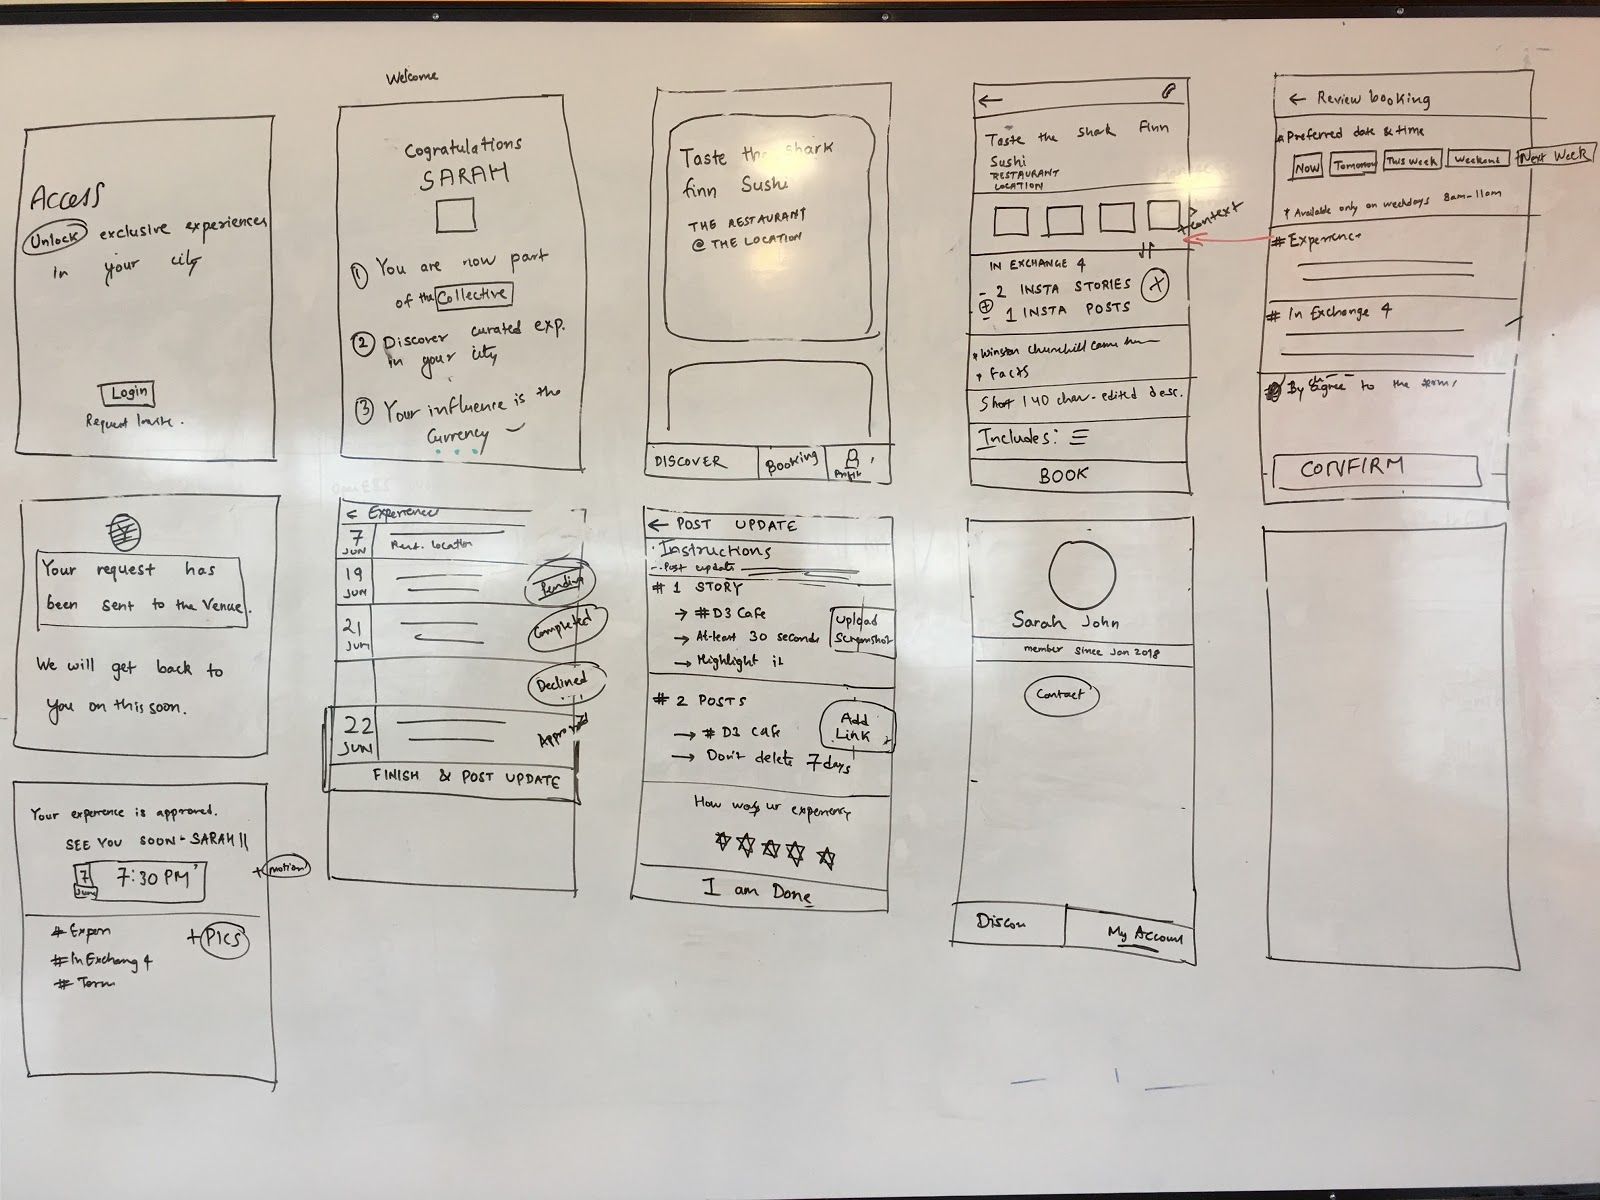 Welcome
Access
Unlock exclusive experiences
in your city
Login
Request Invite.
Cogratulations
SARAH
1 You are now part
of the Collective
2 Discover curated exp.
in your city
3 Your influence is the
currency
Taste the shark
finn Sushi
THE RESTAURANT
@ THE LOCATION
DISCOVER
Booking
Profile
←
Taste the shark Finn
Sushi
RESTAURANT
LOCATION
+context
IN EXCHANGE 4
- 2 INSTA STORIES
- 1 INSTA POSTS
X
* Winston churchill came
* Facts
Short 140 char. edited desc.
Includes:
BOOK
← Review booking
Preferred date & time
Now
Tomorrow
This week
Weekend
Next Week
* Available only on weekdays 8am-11am
# Experience
# In Exchange 4
By agree to the terms
CONFIRM
Your request has
been sent to the venue.
We will get back to
you on this soon.
← Experiences
7
JUN
Rest. location
19
JUN
Pending
21
JUN
Completed
Declined
22
JUN
Approved
FINISH & POST UPDATE
← POST UPDATE
Instructions
Post update
# 1 STORY
→ #D3 Cafe
→ At-least 30 seconds
→ Highlight it
Upload
Screenshot
# 2 POSTS
→ # D3 Cafe
→ Don't delete 7 days
Add
Link
How was ur experience
I am Done
Sarah John
member since Jan 2018
Contact
Discou
My Account
Your experience is approved.
SEE YOU SOON - SARAH !!
7
Jun
7:30 PM
+ motion
# Experi
# In Exchang 4
# Term
+ PICS